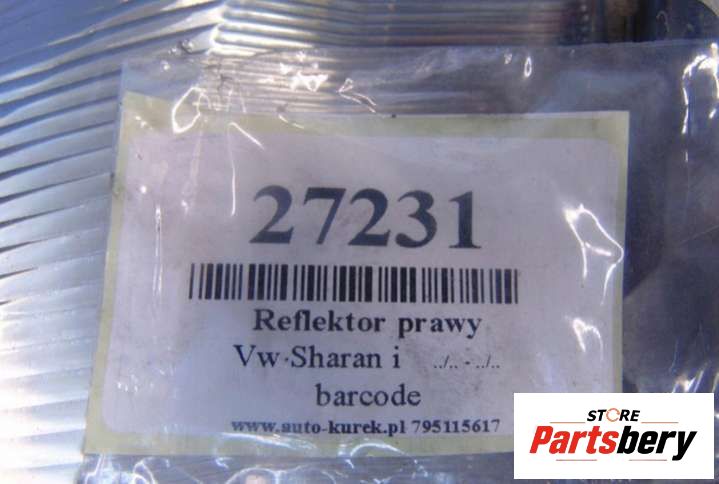 27231
Reflektor prawy
Vw Sharan i ../.. - ../..
barcode
www.auto-kurek.pl 795115617
STORE
Partsbery